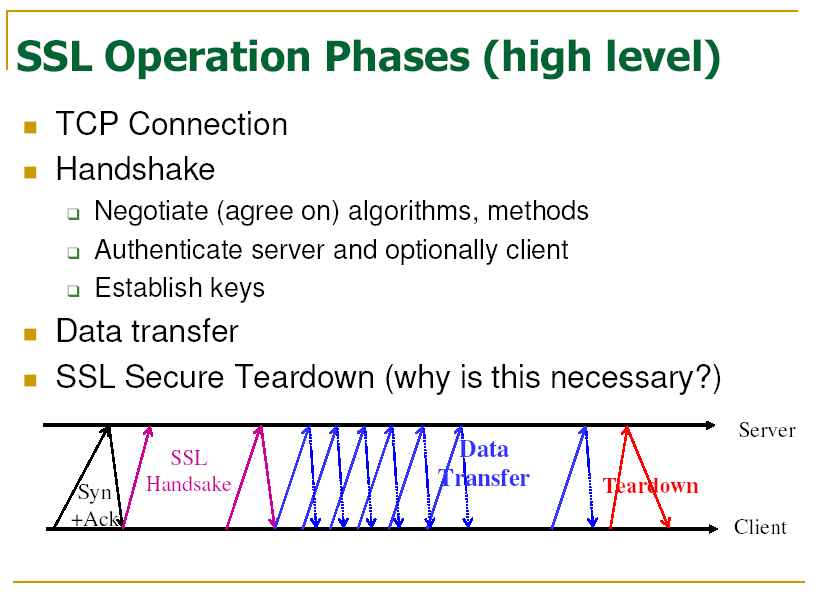 SSL Operation Phases (high level)
TCP Connection
Handshake
Negotiate (agree on) algorithms, methods
Authenticate server and optionally client
Establish keys
Data transfer
SSL Secure Teardown (why is this necessary?)
Server
Syn
+Ack
SSL
Handsake
Data
Transfer
Teardown
Client